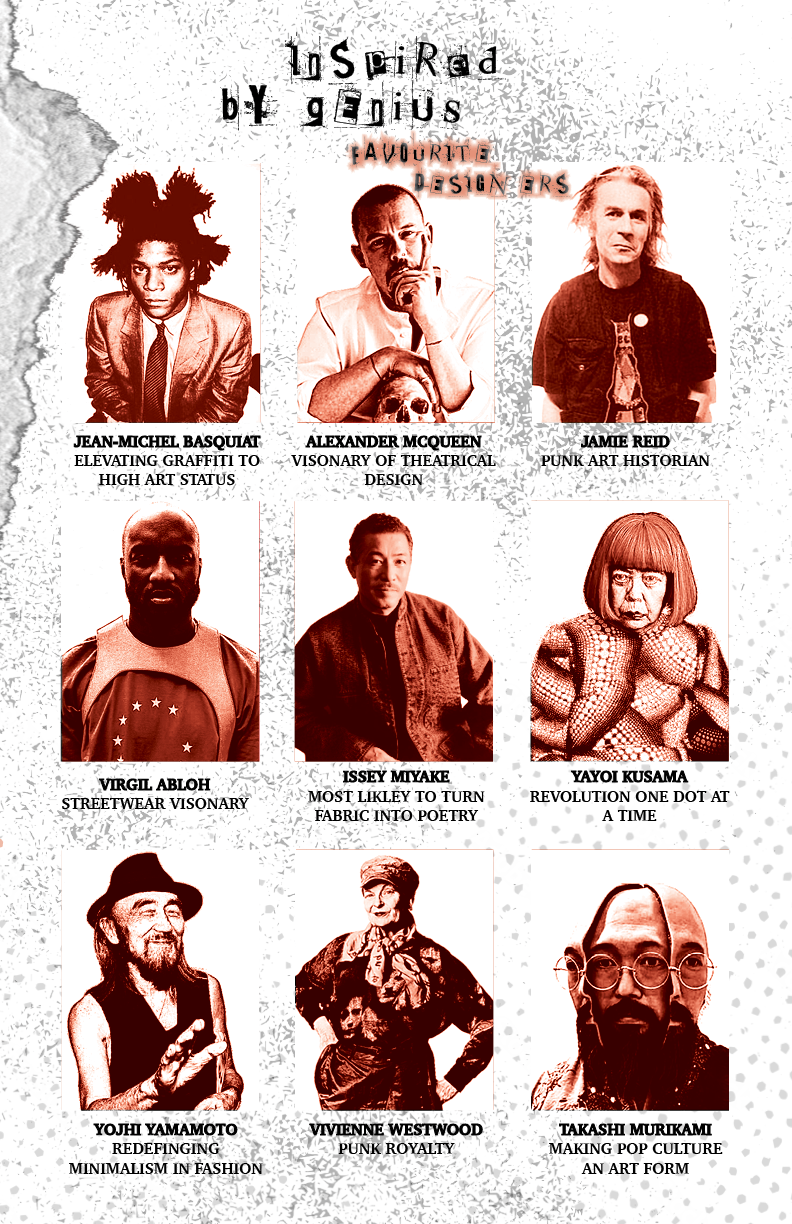 InSpiRed
bY gEnius
FAVOURITE
DESIGNERS
JEAN-MICHEL BASQUIAT
ELEVATING GRAFFITI TO
HIGH ART STATUS
ALEXANDER MCQUEEN
VISONARY OF THEATRICAL
DESIGN
JAMIE REID
PUNK ART HISTORIAN
VIRGIL ABLOH
STREETWEAR VISONARY
ISSEY MIYAKE
MOST LIKLEY TO TURN
FABRIC INTO POETRY
YAYOI KUSAMA
REVOLUTION ONE DOT AT
A TIME
YOJHI YAMAMOTO
REDEFINGING
MINIMALISM IN FASHION
VIVIENNE WESTWOOD
PUNK ROYALTY
TAKASHI MURIKAMI
MAKING POP CULTURE
AN ART FORM